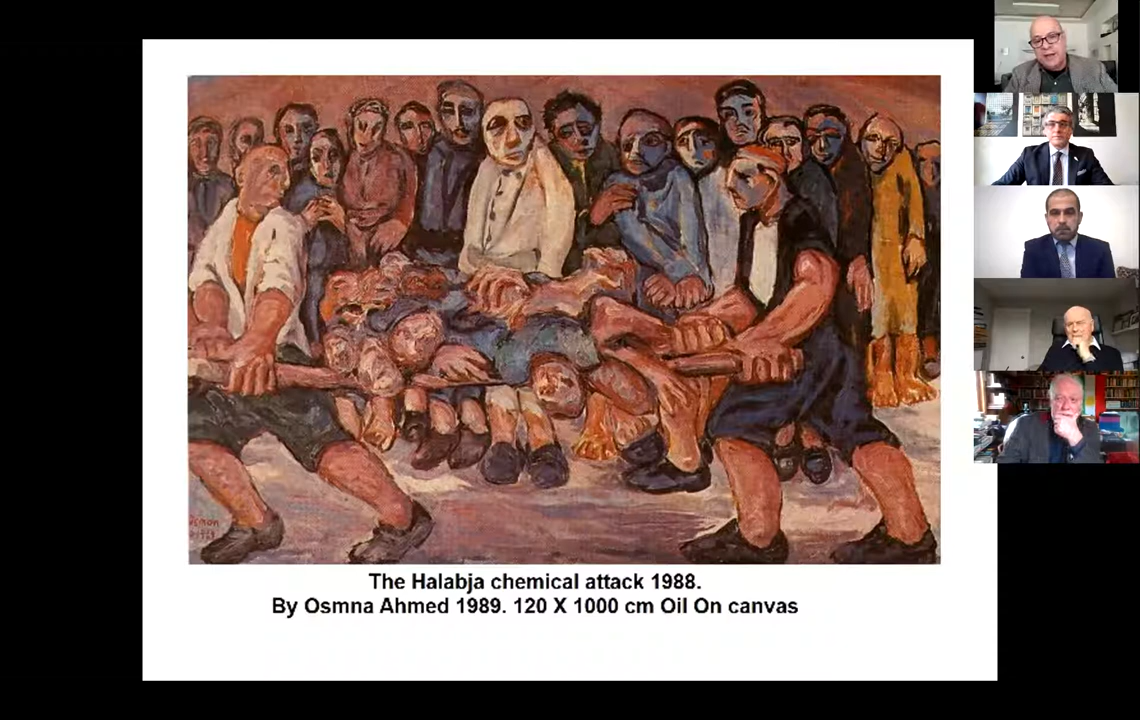 The Halabja chemical attack 1988.
By Osmna Ahmed 1989. 120 X 1000 cm Oil On canvas